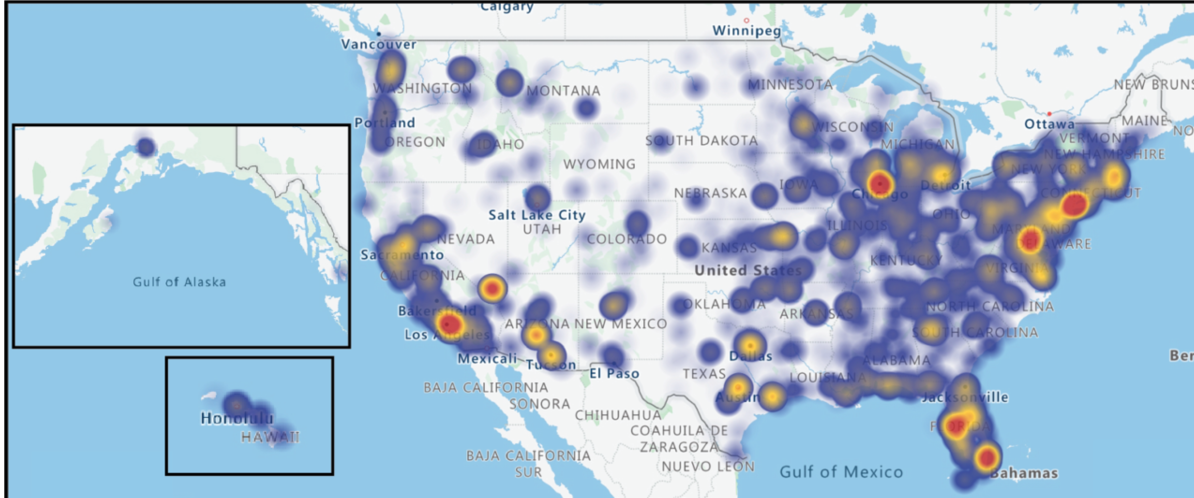 Calgary
Winnipeg
Vancouver
WASHINGTON
MONTANA
MINNESOTA
NEW BRUNS
MAINE
Portland
OREGON
IDAHO
SOUTH DAKOTA
WISCONSIN
Ottawa
VERMONT
NEW HAMPSHIRE
WYOMING
MICHIGAN
NEW YORK
NEBRASKA
IOWA
Chicago
Detroit
CONNECTICUT
Salt Lake City
UTAH
NEVADA
COLORADO
KANSAS
ILLINOIS
OHIO
DELAWARE
Sacramento
CALIFORNIA
United States
KENTUCKY
VIRGINIA
Gulf of Alaska
Bakersfield
Los Angeles
ARIZONA
NEW MEXICO
OKLAHOMA
ARKANSAS
NORTH CAROLINA
SOUTH CAROLINA
Mexicali
Tucson
El Paso
TEXAS
Dallas
LOUISIANA
ALABAMA
Ber
BAJA CALIFORNIA
SONORA
CHIHUAHUA
Austin
Jacksonville
Honolulu
HAWAII
COAHUILA DE
ZARAGOZA
NUEVO LEÓN
BAJA CALIFORNIA
SUR
Gulf of Mexico
Bahamas